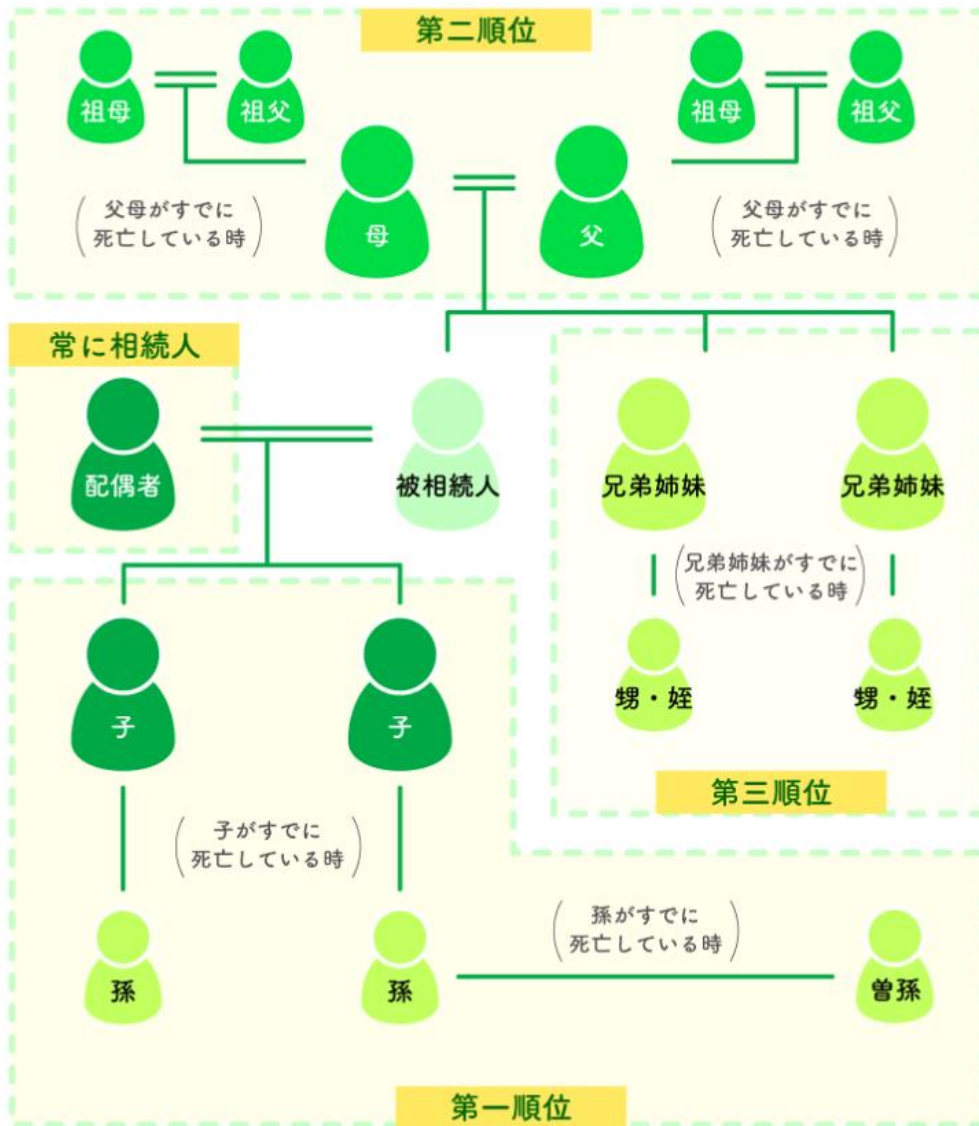 第二順位
祖母
祖父
祖母
祖父
母
父
父母がすでに
死亡している時
父母がすでに
死亡している時
常に相続人
配偶者
被相続人
兄弟姉妹
兄弟姉妹
兄弟姉妹がすでに
死亡している時
甥・姪
甥・姪
第三順位
子
子
子がすでに
死亡している時
孫
孫
孫がすでに
死亡している時
曽孫
第一順位